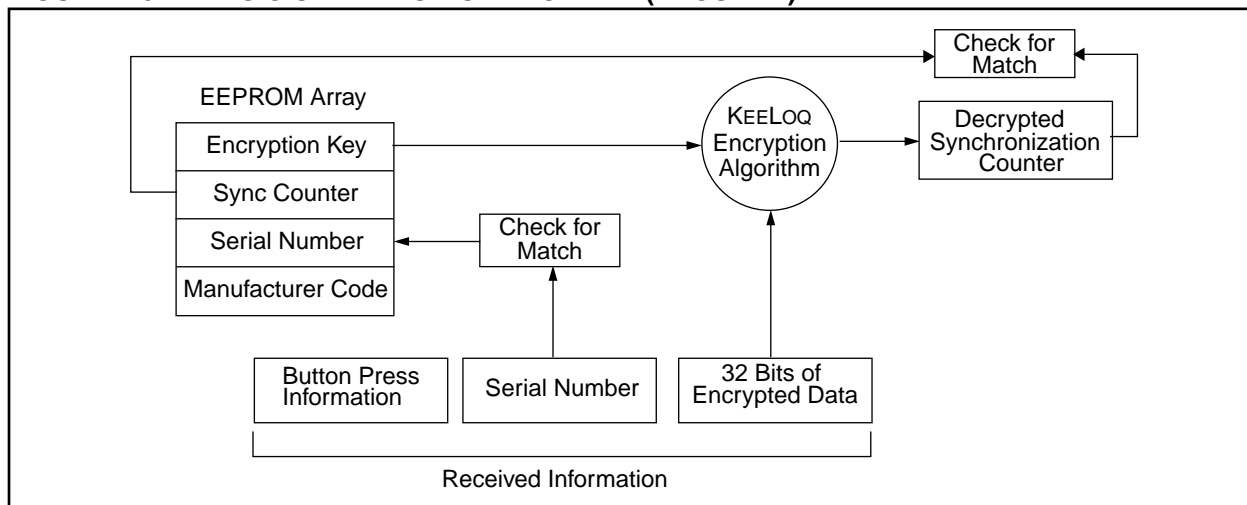 Check for
Match
EEPROM Array
KEELOQ
Encryption
Algorithm
Encryption Key
Decrypted
Synchronization
Counter
Sync Counter
Serial Number
Check for
Match
Manufacturer Code
Button Press
Information
Serial Number
32 Bits of
Encrypted Data
Received Information